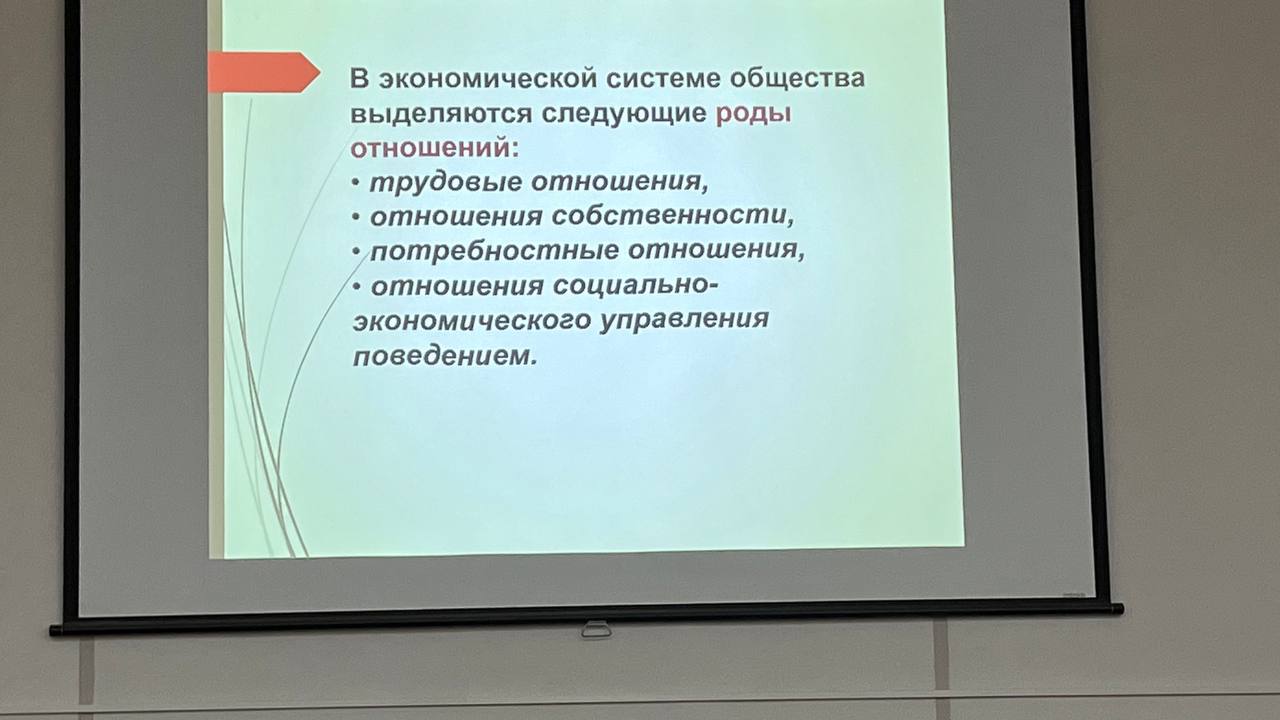 В экономической системе общества
выделяются следующие роды
отношений:
• трудовые отношения,
• отношения собственности,
• потребностные отношения,
• отношения социально-
экономического управления
поведением.